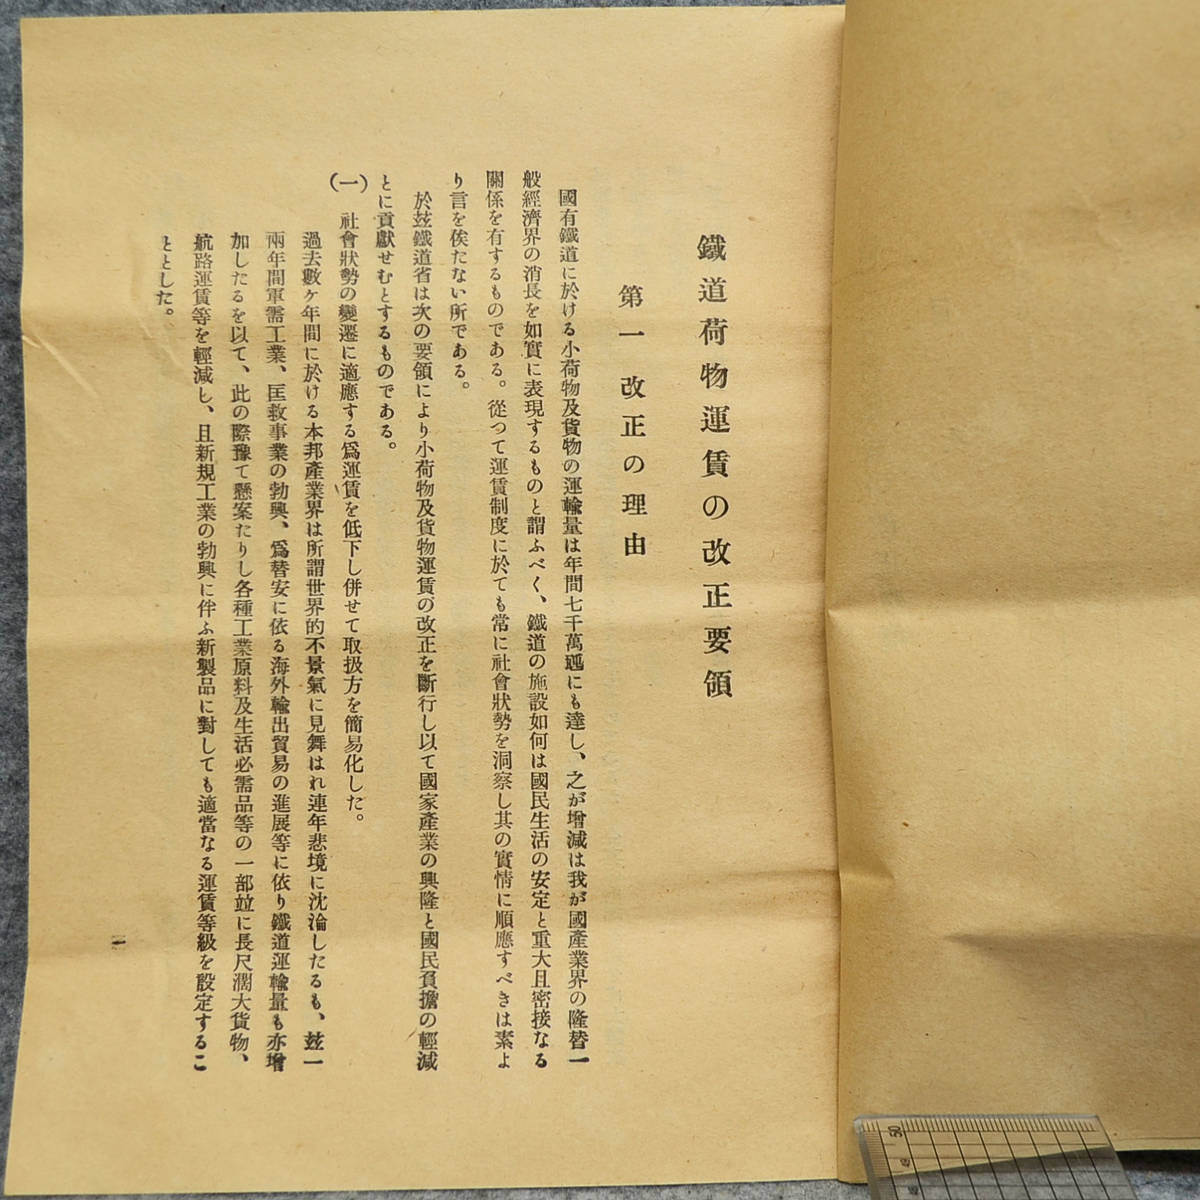 鐵道荷物運賃の改正要領
第一 改正の理由
國有鐵道に於ける小荷物及貨物の運輸量は年間七千萬瓲にも達し、之が增減は我が國產業界の隆替一
般經濟界の消長を如實に表現するものと謂ふべく、鐵道の施設如何は國民生活の安定と重大且密接なる
關係を有するものである。從つて運賃制度に於ても常に社會狀勢を洞察し其の實情に順應すべきは素よ
り言を俟たない所である。
於玆鐵道省は次の要領により小荷物及貨物運賃の改正を斷行し以て國家產業の興隆と國民負擔の輕減
とに貢獻せむとするものである。
(一) 社會狀勢の變遷に適應する爲運賃を低下し併せて取扱方を簡易化した。
過去數ヶ年間に於ける本邦產業界は所謂世界的不景氣に見舞はれ連年悲境に沈淪したるも、玆一
兩年間軍需工業、匡救事業の勃興、爲替安に依る海外輸出貿易の進展等に依り鐵道運輸量も亦增
加したるを以て、此の際豫て懸案たりし各種工業原料及生活必需品等の一部竝に長尺濶大貨物、
航路運賃等を輕減し、且新規工業の勃興に伴ふ新製品に對しても適當なる運賃等級を設定するこ
ととした。
一
50